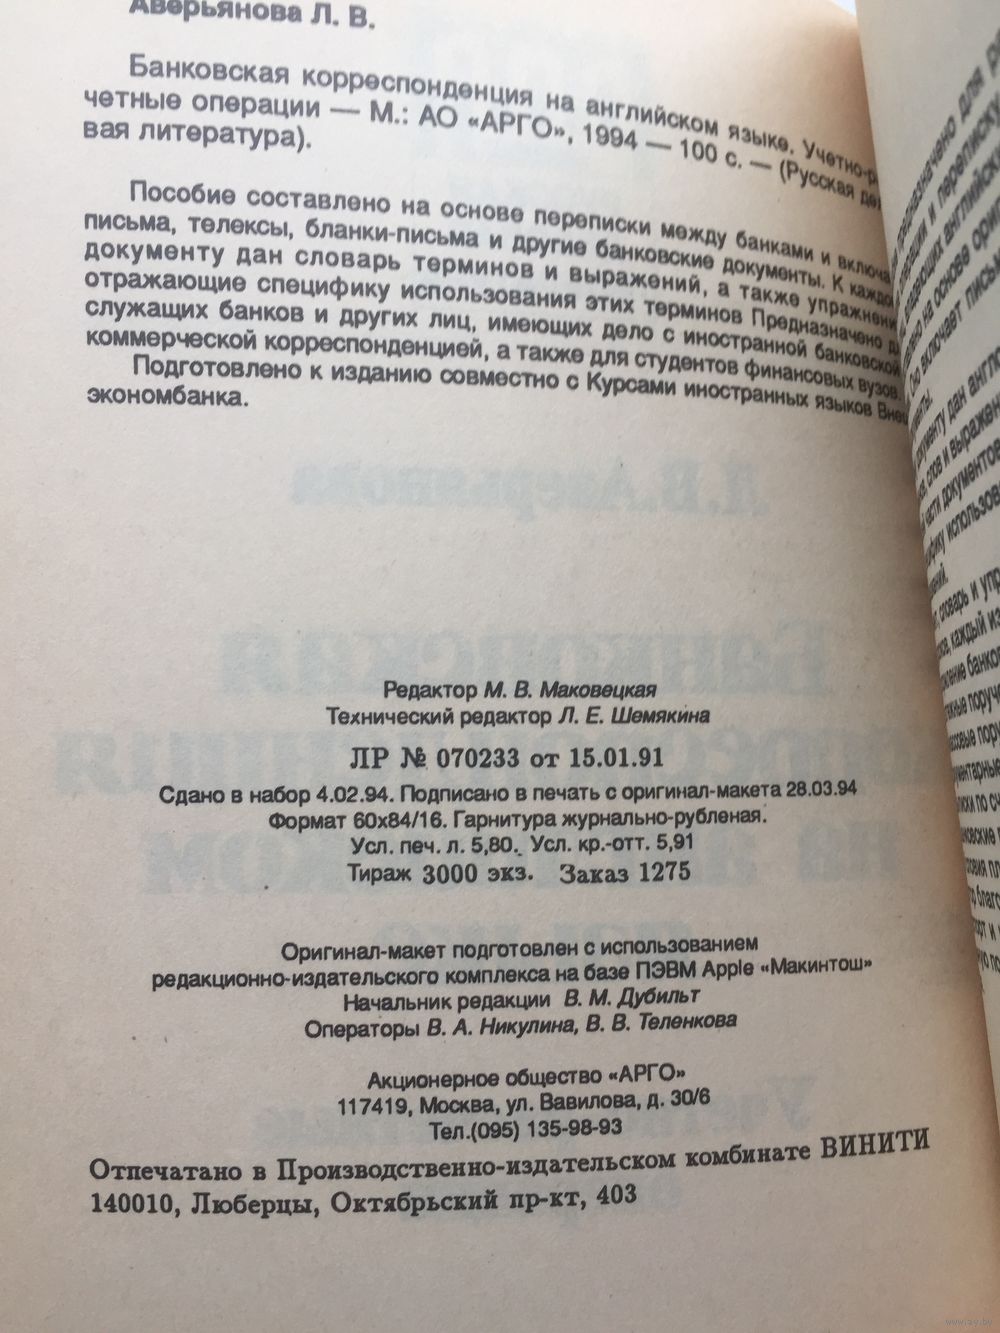 Аверьянова Л. В.
Банковская корреспонденция на английском языке. Учетно-р
четные операции — М.: АО «АРГО», 1994 — 100 с. — (Русская де
вая литература).
Пособие составлено на основе переписки между банками и включа
письма, телексы, бланки-письма и другие банковские документы. К каждо
документу дан словарь терминов и выражений, а также упражнени
отражающие специфику использования этих терминов Предназначено д
служащих банков и других лиц, имеющих дело с иностранной банковской
коммерческой корреспонденцией, а также для студентов финансовых вузов.
Подготовлено к изданию совместно с Курсами иностранных языков Внеш
экономбанка.
Редактор М. В. Маковецкая
Технический редактор Л. Е. Шемякина
ЛР № 070233 от 15.01.91
Сдано в набор 4.02.94. Подписано в печать с оригинал-макета 28.03.94
Формат 60х84/16. Гарнитура журнально-рубленая.
Усл. печ. л. 5,80. Усл. кр.-отт. 5,91
Тираж 3000 экз. Заказ 1275
Оригинал-макет подготовлен с использованием
редакционно-издательского комплекса на базе ПЭВМ Apple «Макинтош»
Начальник редакции В. М. Дубильт
Операторы В. А. Никулина, В. В. Теленкова
Акционерное общество «АРГО»
117419, Москва, ул. Вавилова, д. 30/6
Тел.(095) 135-98-93
Отпечатано в Производственно-издательском комбинате ВИНИТИ
140010, Люберцы, Октябрьский пр-кт, 403